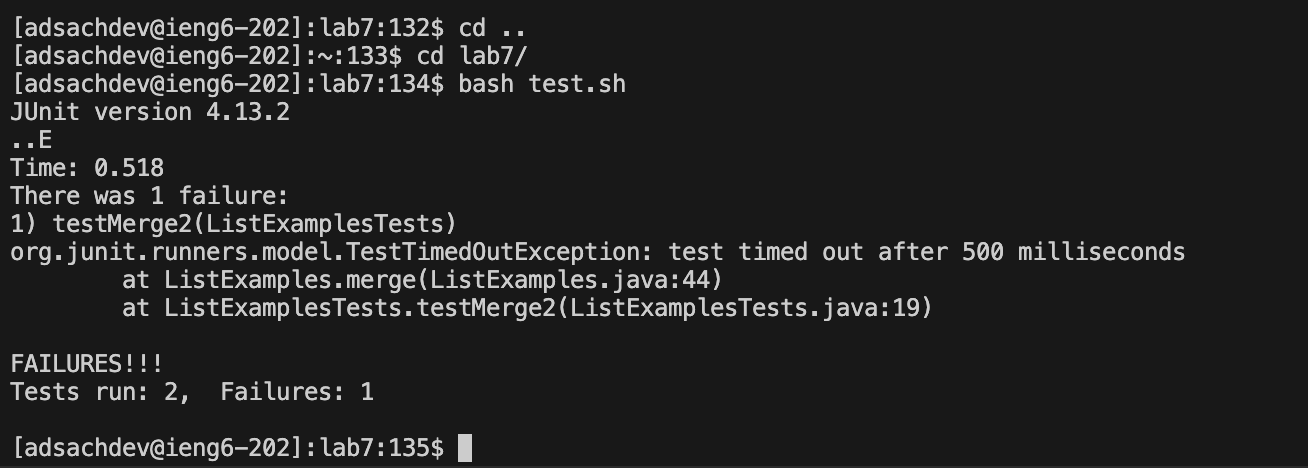 [adsachdev@ieng6-202]:lab7:132$ cd ..
[adsachdev@ieng6-202]:~:133$ cd lab7/
[adsachdev@ieng6-202]:lab7:134$ bash test.sh
JUnit version 4.13.2
..E
Time: 0.518
There was 1 failure:
1) testMerge2(ListExamplesTests)
org.junit.runners.model.TestTimedOutException: test timed out after 500 milliseconds
        at ListExamples.merge(ListExamples.java:44)
        at ListExamplesTests.testMerge2(ListExamplesTests.java:19)

FAILURES!!!
Tests run: 2,  Failures: 1

[adsachdev@ieng6-202]:lab7:135$